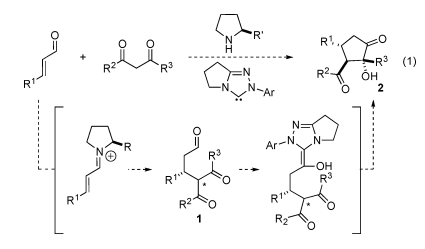 O
R¹
+
O O
R² R³
N
H
R'
N
N
N–Ar
R¹
O
R³
R²
OH
O
2
(1)
R
N
+
R¹
O
R³
R¹
O
*
R²
O
1
N
N
Ar–N
OH
R³
R¹
O
*
R2
O